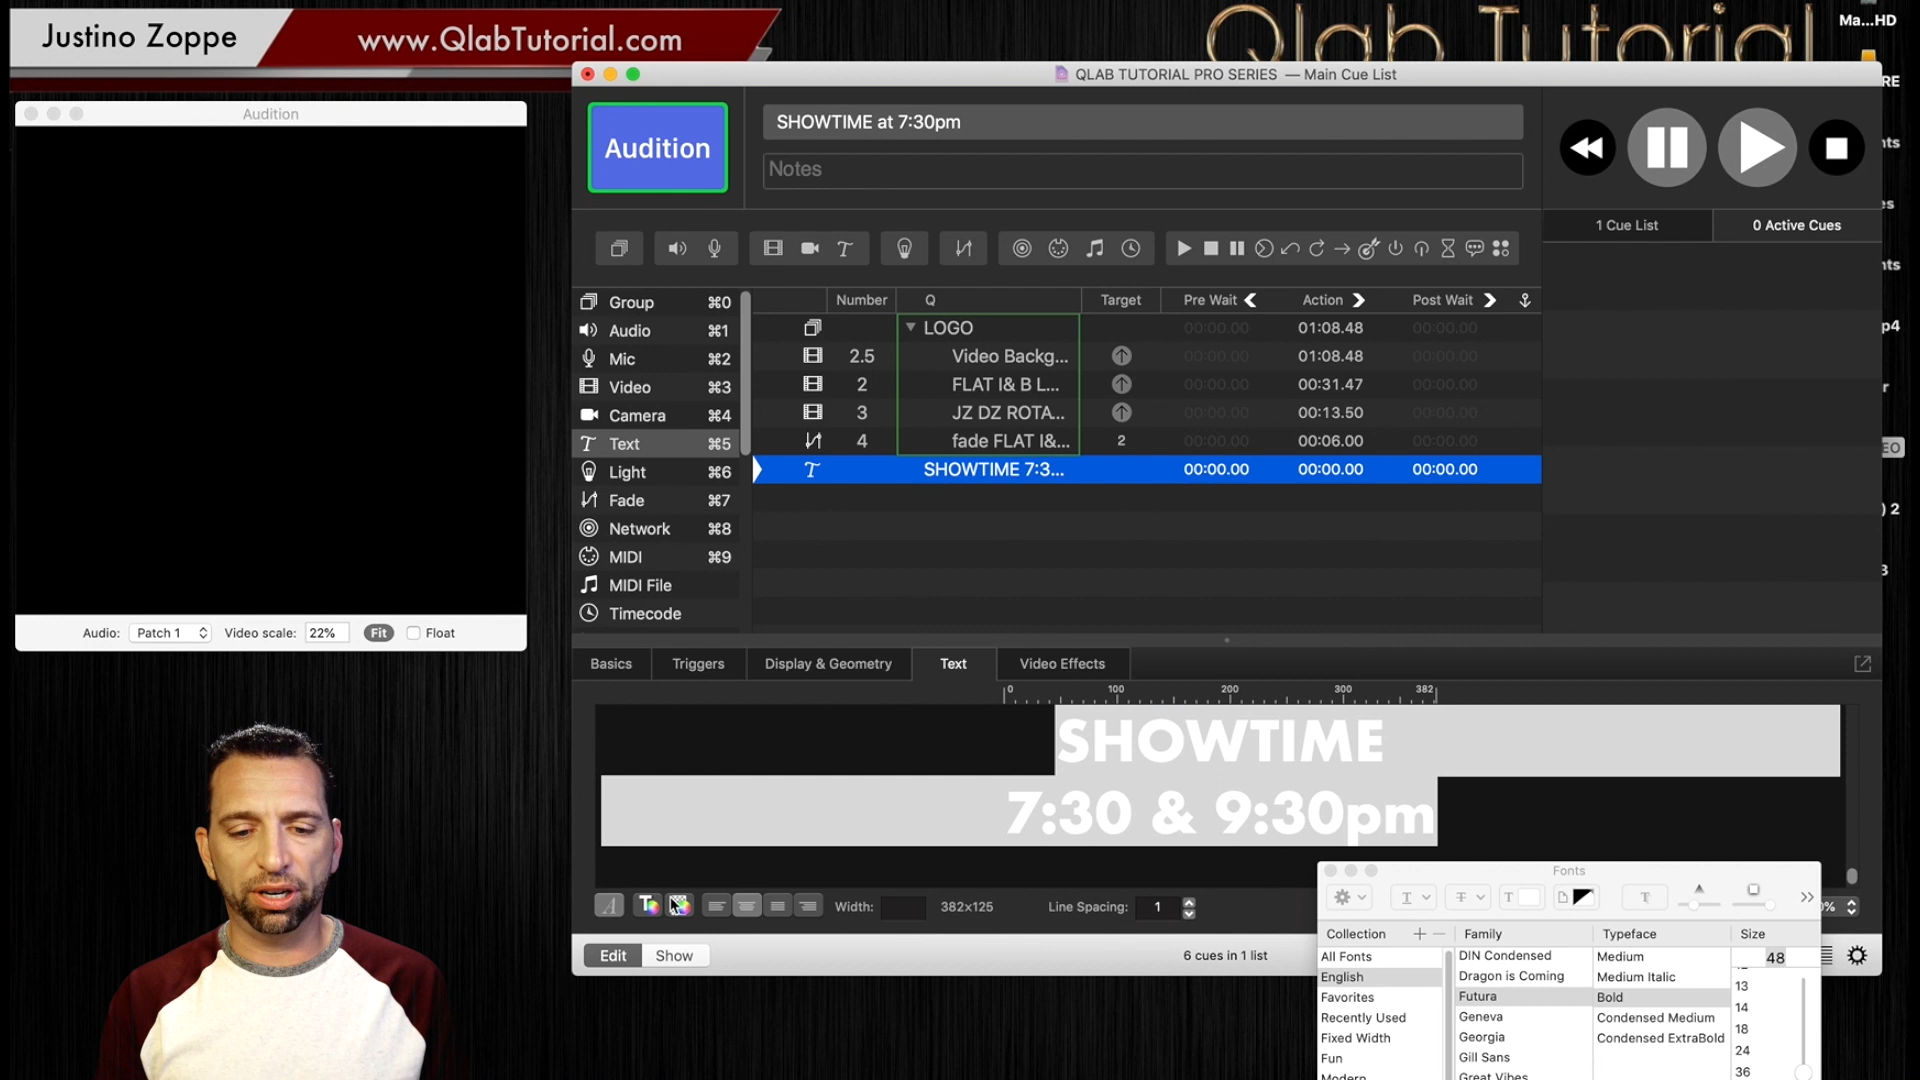 Justino Zoppe
www.QlabTutorial.com
Qlab Tutorial
Ma...HD
QLAB TUTORIAL PRO SERIES — Main Cue List
Audition
Audition
SHOWTIME at 7:30pm
Notes
1 Cue List
0 Active Cues
Number Q Target Pre Wait Action Post Wait
Group ⌘0
Audio ⌘1
Mic ⌘2
Video ⌘3
Camera ⌘4
Text ⌘5
Light ⌘6
Fade ⌘7
Network ⌘8
MIDI ⌘9
MIDI File
Timecode
LOGO 00:00.00 01:08.48 00:00.00
2.5 Video Backg... 00:00.00 01:08.48 00:00.00
2 FLAT I& B L... 00:00.00 00:31.47 00:00.00
3 JZ DZ ROTA... 00:00.00 00:13.50 00:00.00
4 fade FLAT I&... 2 00:00.00 00:06.00 00:00.00
SHOWTIME 7:3... 00:00.00 00:00.00 00:00.00
Audio: Patch 1 Video scale: 22% Fit Float
Basics Triggers Display & Geometry Text Video Effects
0 100 200 300 382
SHOWTIME
7:30 & 9:30pm
Width: 382x125 Line Spacing: 1
Edit Show 6 cues in 1 list
Fonts
Collection Family Typeface Size
All Fonts
English
Favorites
Recently Used
Fixed Width
Fun
Modern
DIN Condensed
Dragon is Coming
Futura
Geneva
Georgia
Gill Sans
Great Vibes
Medium
Medium Italic
Bold
Condensed Medium
Condensed ExtraBold
48
13
14
18
24
36